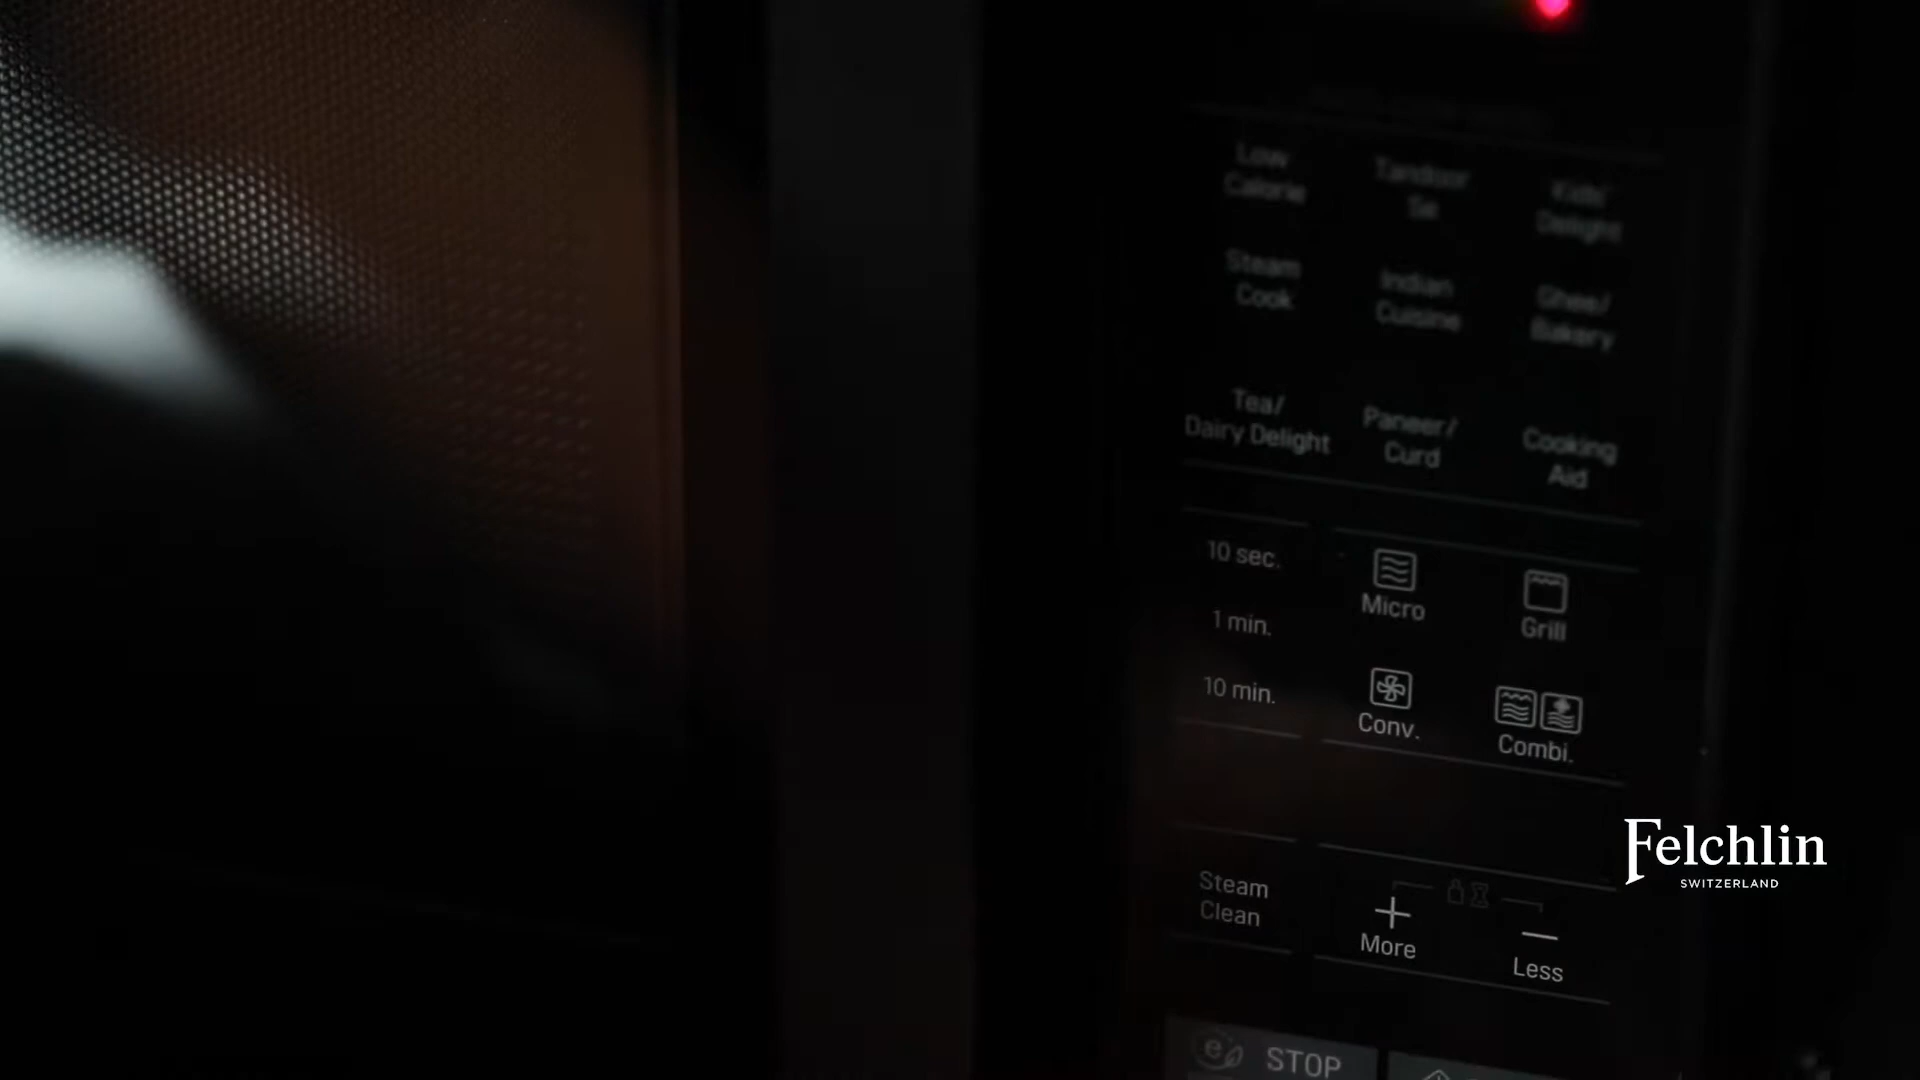 Low
Calorie
Tandoor
Se
Kids'
Delight
Steam
Cook
Indian
Cuisine
Ghee/
Bakery
Tea/
Dairy Delight
Paneer/
Curd
Cooking
Aid
10 sec.
Micro
Grill
1 min.
10 min.
Conv.
Combi.
Steam
Clean
+
More
–
Less
STOP
Felchlin
SWITZERLAND